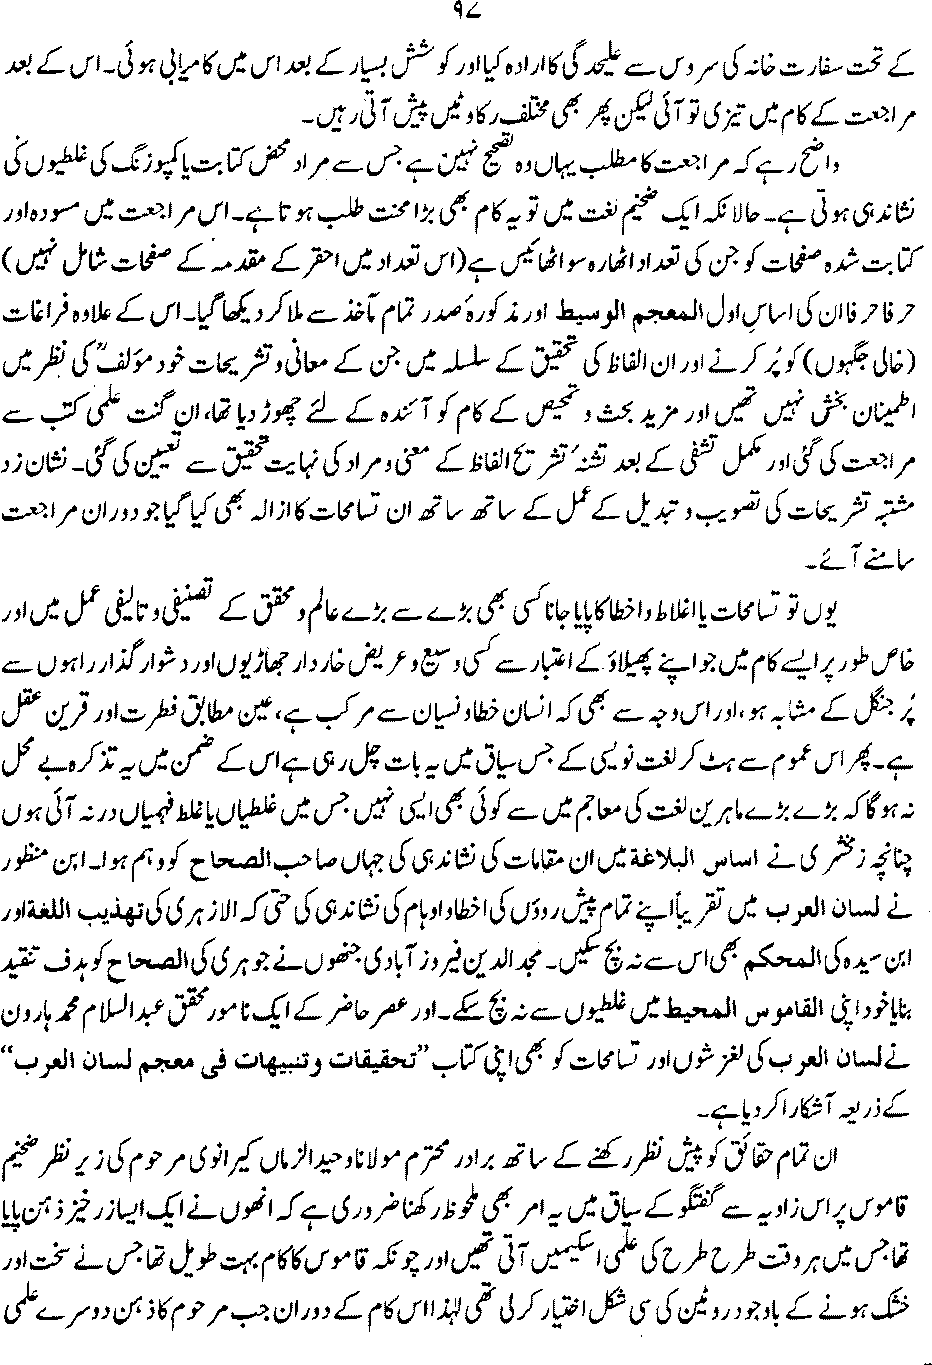 ۹۷
کے تحت سفارت خانہ کی سروس سے علیحدگی کا ارادہ کیا اور کوشش بسیار کے بعد اس میں کامیابی ہوئی۔ اس کے بعد
مراجعت کے کام میں تیزی تو آئی لیکن پھر بھی مختلف رکاوٹیں پیش آتی رہیں۔
واضح رہے کہ مراجعت کا مطلب یہاں وہ تصحیح نہیں ہے جس سے مراد محض کتابت یا کمپوزنگ کی غلطیوں کی
نشاندہی ہوتی ہے۔ حالانکہ ایک ضخیم لغت میں تو یہ کام بھی بڑا محنت طلب ہوتا ہے۔ اس مراجعت میں مسودہ اور
کتابت شدہ صفحات کو جن کی تعداد اٹھارہ سو اٹھائیس ہے (اس تعداد میں احقر کے مقدمہ کے صفحات شامل نہیں)
حرفا حرفا ان کی اساسِ اول المعجم الوسیط اور مذکورۂ صدر تمام مآخذ سے ملا کر دیکھا گیا۔ اس کے علاوہ فراغات
(خالی جگہوں) کو پُر کرنے اور ان الفاظ کی تحقیق کے سلسلہ میں جن کے معانی و تشریحات خود مؤلفؒ کی نظر میں
اطمینان بخش نہیں تھیں اور مزید بحث و تمحیص کے کام کو آئندہ کے لئے چھوڑ دیا تھا، ان گنت علمی کتب سے
مراجعت کی گئی اور مکمل تشفی کے بعد تشنۂ تشریح الفاظ کے معنی و مراد کی نہایت تحقیق سے تعیین کی گئی۔ نشان زد
مشتبہ تشریحات کی تصویب و تبدیل کے عمل کے ساتھ ساتھ ان تسامحات کا ازالہ بھی کیا گیا جو دوران مراجعت
سامنے آئے۔
یوں تو تسامحات یا اغلاط و اخطا کا پایا جانا کسی بھی بڑے سے بڑے عالم و محقق کے تصنیفی و تالیفی عمل میں اور
خاص طور پر ایسے کام میں جو اپنے پھیلاؤ کے اعتبار سے کسی وسیع و عریض خاردار جھاڑیوں اور دشوار گذار راہوں سے
پُر جنگل کے مشابہ ہو، اور اس وجہ سے بھی کہ انسان خطا و نسیان سے مرکب ہے، عین مطابق فطرت اور قرین عقل
ہے۔ پھر اس عموم سے ہٹ کر لغت نویسی کے جس سیاق میں یہ بات چل رہی ہے اس کے ضمن میں یہ تذکرہ بے محل
نہ ہوگا کہ بڑے بڑے ماہرین لغت کی معاجم میں سے کوئی بھی ایسی نہیں جس میں غلطیاں یا غلط فہمیاں در نہ آئی ہوں
چنانچہ زمخشری نے اساس البلاغة میں ان مقامات کی نشاندہی کی جہاں صاحب الصحاح کو وہم ہوا۔ ابن منظور
نے لسان العرب میں تقریباً اپنے تمام پیش روؤں کی اخطا و اوہام کی نشاندہی کی حتی کہ الازہری کی تهذیب اللغة اور
ابن سیدہ کی المحکم بھی اس سے نہ بچ سکیں۔ مجد الدین فیروز آبادی جنھوں نے جوہری کی الصحاح کو ہدف تنقید
بنایا خود اپنی القاموس المحیط میں غلطیوں سے نہ بچ سکے۔ اور عصر حاضر کے ایک نامور محقق عبد السلام محمد ہارون
نے لسان العرب کی لغزشوں اور تسامحات کو بھی اپنی کتاب "تحقیقات وتنبیهات فی معجم لسان العرب"
کے ذریعہ آشکارا کر دیا ہے۔
ان تمام حقائق کو پیش نظر رکھنے کے ساتھ برادر محترم مولانا وحید الزماں کیرانوی مرحوم کی زیر نظر ضخیم
قاموس پر اس زاویہ سے گفتگو کے سیاق میں یہ امر بھی ملحوظ رکھنا ضروری ہے کہ انھوں نے ایک ایسا زرخیز ذہن پایا
تھا جس میں ہر وقت طرح طرح کی علمی اسکیمیں آتی تھیں اور چونکہ قاموس کا کام بہت طویل تھا جس نے سخت اور
خشک ہونے کے باوجود روٹین کی سی شکل اختیار کر لی تھی لہٰذا اس کام کے دوران جب مرحوم کا ذہن دوسرے علمی